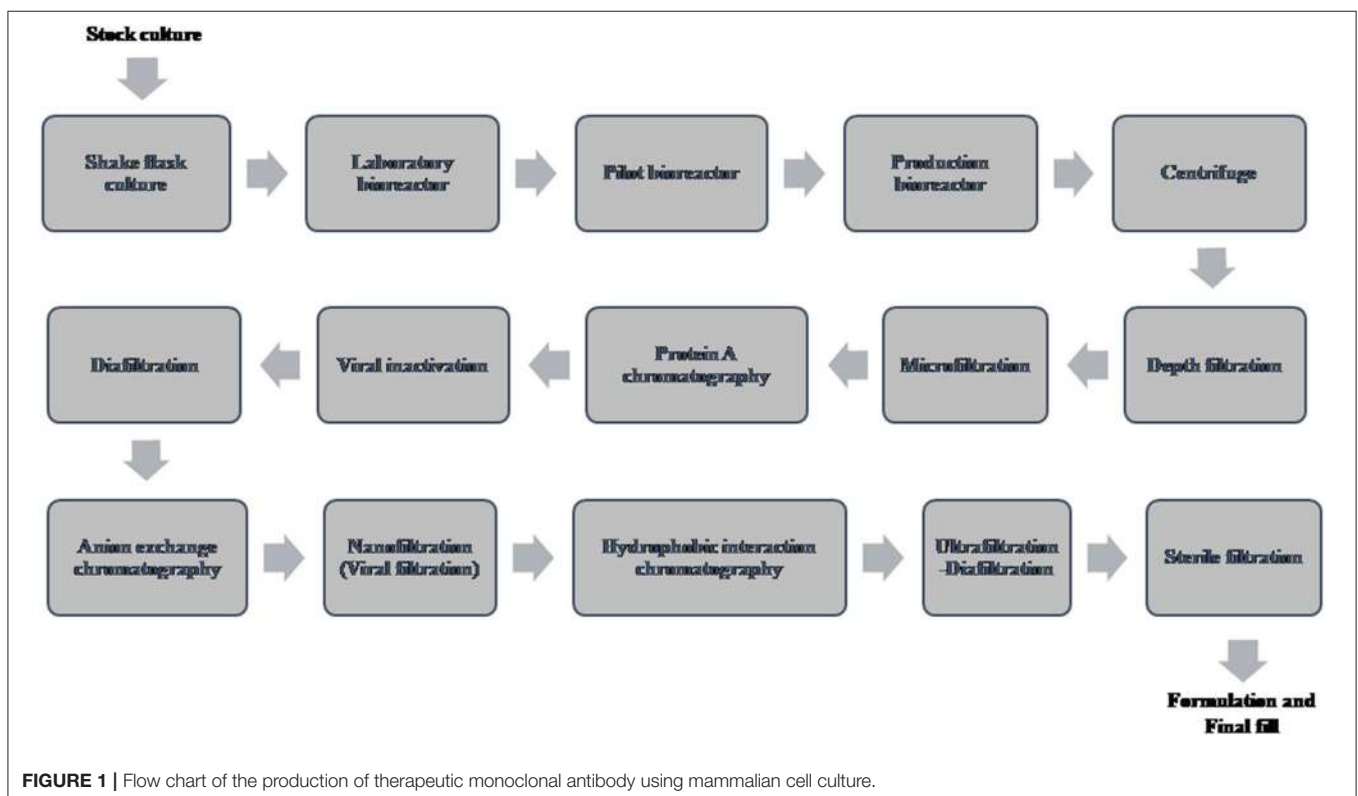 Stock culture
Shake flask
culture
Laboratory
bioreactor
Pilot bioreactor
Production
bioreactor
Centrifuge
Depth filtration
Microfiltration
Protein A
chromatography
Viral inactivation
Diafiltration
Anion exchange
chromatography
Nanofiltration
(Viral filtration)
Hydrophobic interaction
chromatography
Ultrafiltration
-Diafiltration
Sterile filtration
Formulation and
Final fill
FIGURE 1 | Flow chart of the production of therapeutic monoclonal antibody using mammalian cell culture.